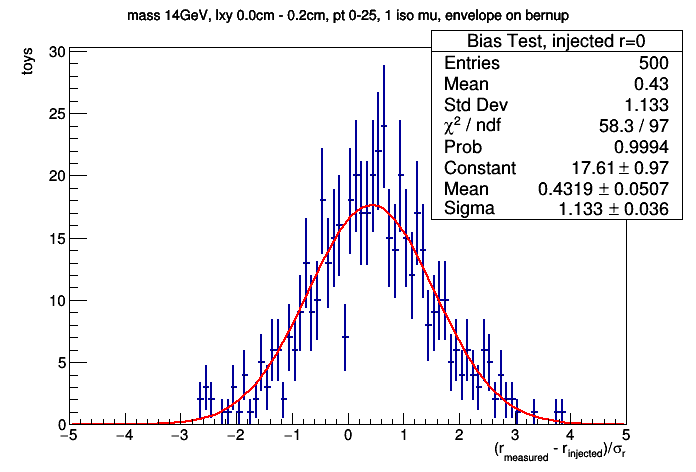 mass 14GeV, lxy 0.0cm - 0.2cm, pt 0-25, 1 iso mu, envelope on bernup
Bias Test, injected r=0
Entries 500
Mean 0.43
Std Dev 1.133
χ² / ndf 58.3 / 97
Prob 0.9994
Constant 17.61 ± 0.97
Mean 0.4319 ± 0.0507
Sigma 1.133 ± 0.036
toys
30
25
20
15
10
5
0
−5 −4 −3 −2 −1 0 1 2 3 4 5
(r_measured - r_injected)/σ_r